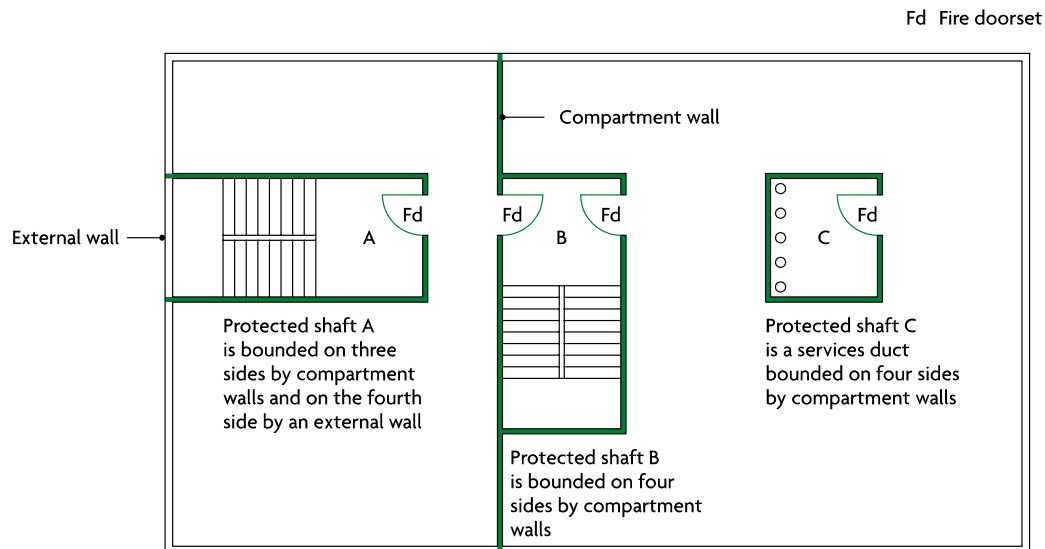 Fd Fire doorset
Compartment wall
External wall
Fd
A
Fd
B
Fd
C
Fd
Protected shaft A
is bounded on three
sides by compartment
walls and on the fourth
side by an external wall
Protected shaft B
is bounded on four
sides by compartment
walls
Protected shaft C
is a services duct
bounded on four sides
by compartment walls